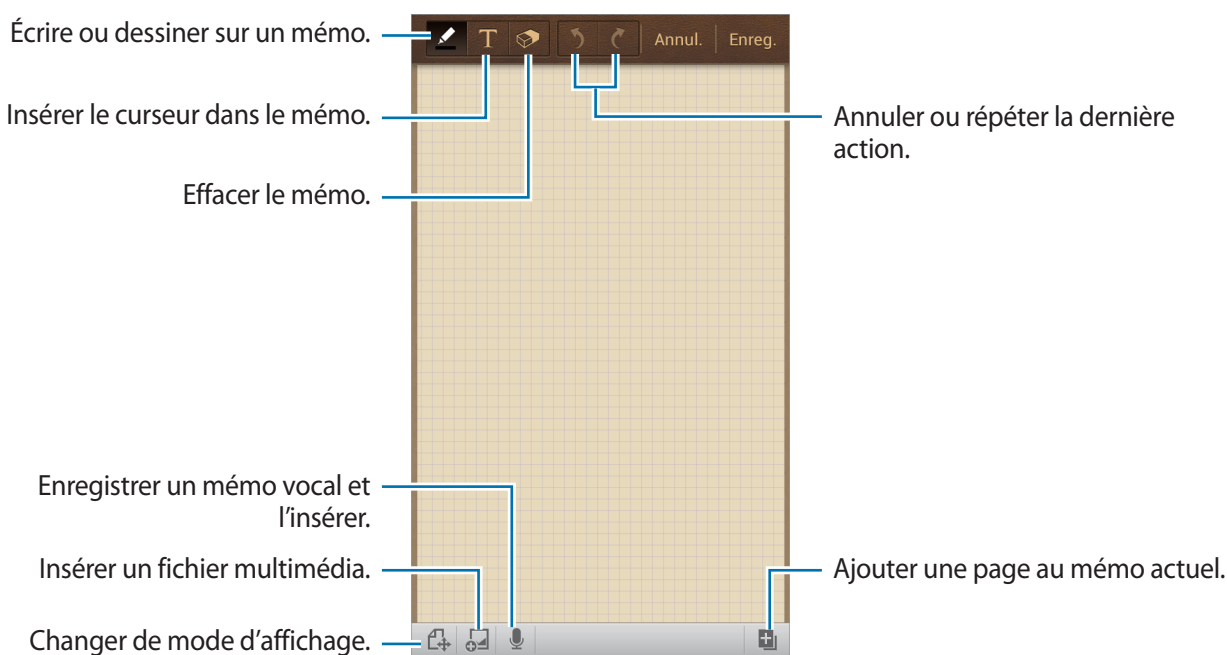 Écrire ou dessiner sur un mémo.
T
Annul.
Enreg.
Insérer le curseur dans le mémo.
Annuler ou répéter la dernière
action.
Effacer le mémo.
Enregistrer un mémo vocal et
l'insérer.
Insérer un fichier multimédia.
Ajouter une page au mémo actuel.
Changer de mode d'affichage.